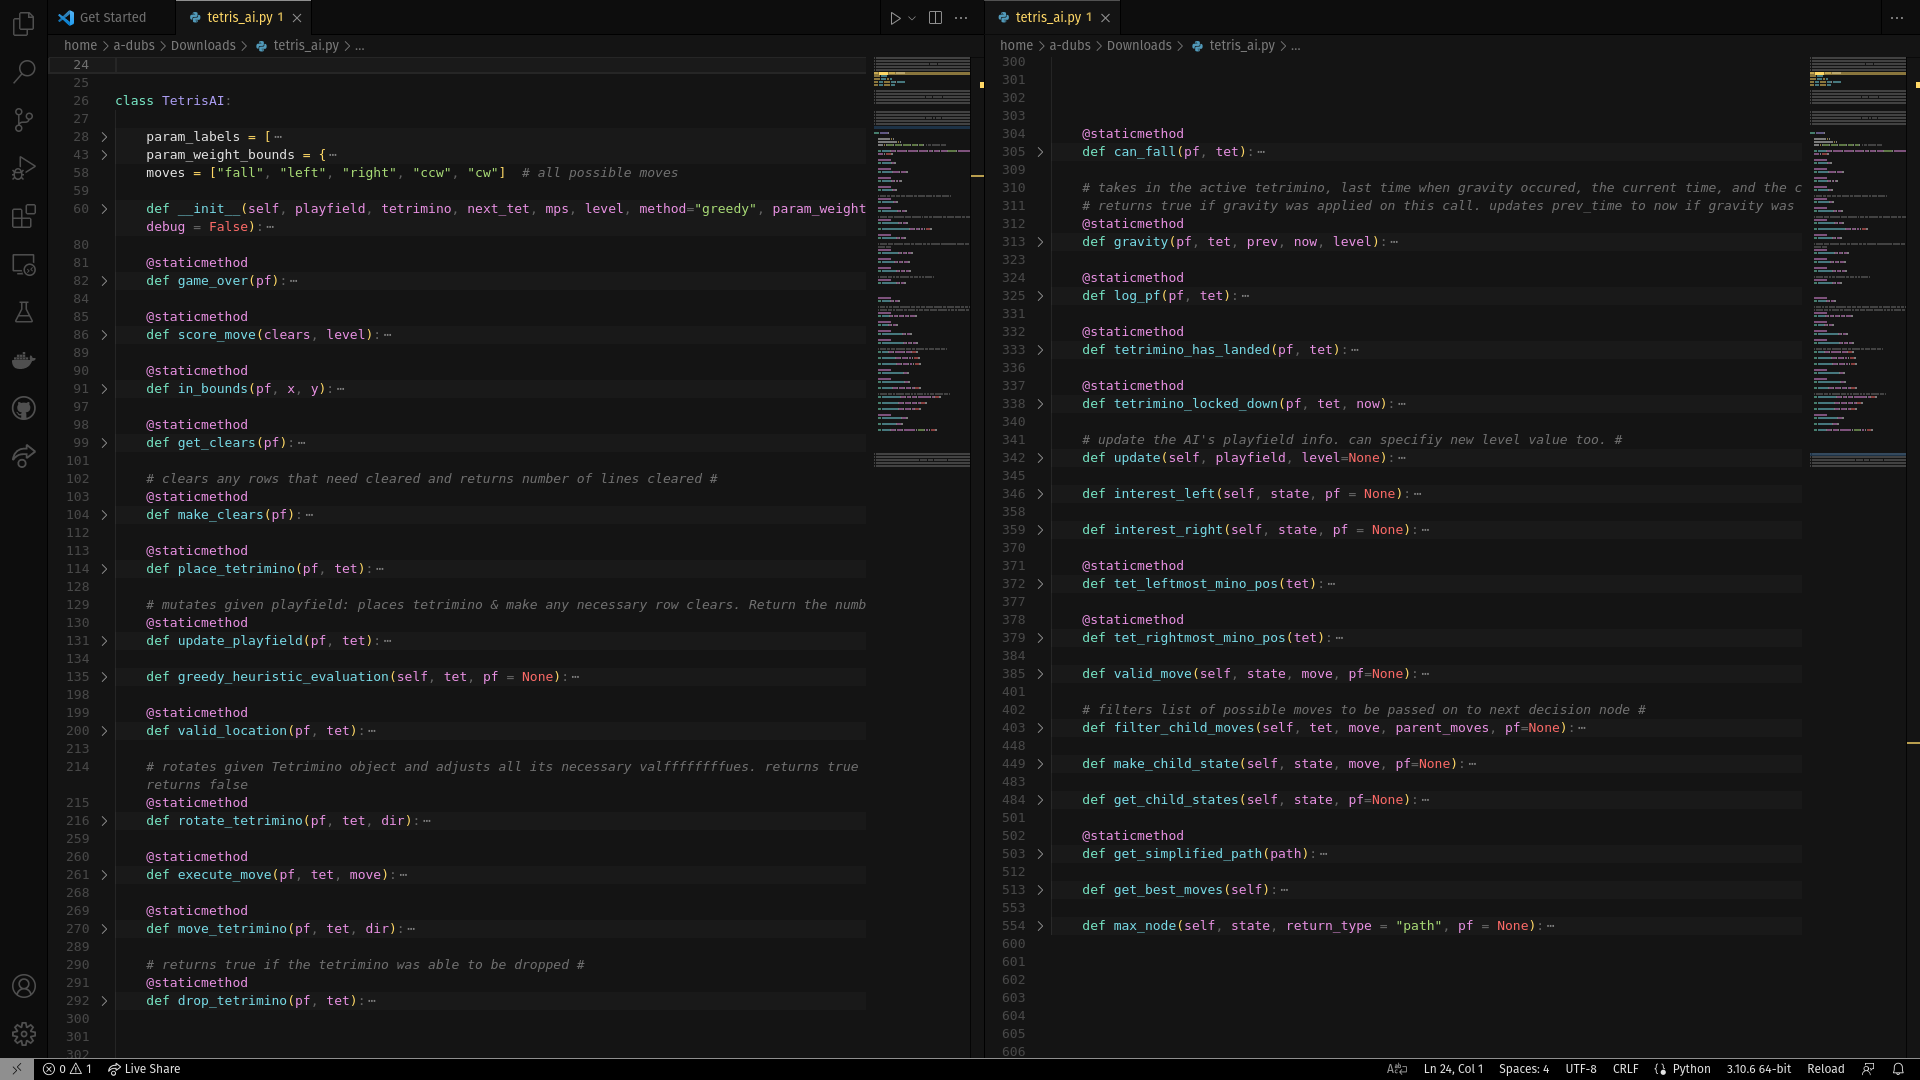 Get Started
tetris_ai.py 1
home > a-dubs > Downloads > tetris_ai.py > ...
24
25
26 class TetrisAI:
27
28 param_labels = [⋯
43 param_weight_bounds = {⋯
58 moves = ["fall", "left", "right", "ccw", "cw"]  # all possible moves
59
60 def __init__(self, playfield, tetrimino, next_tet, mps, level, method="greedy", param_weight
debug = False):⋯
80
81 @staticmethod
82 def game_over(pf):⋯
84
85 @staticmethod
86 def score_move(clears, level):⋯
89
90 @staticmethod
91 def in_bounds(pf, x, y):⋯
97
98 @staticmethod
99 def get_clears(pf):⋯
101
102 # clears any rows that need cleared and returns number of lines cleared #
103 @staticmethod
104 def make_clears(pf):⋯
112
113 @staticmethod
114 def place_tetrimino(pf, tet):⋯
128
129 # mutates given playfield: places tetrimino & make any necessary row clears. Return the numb
130 @staticmethod
131 def update_playfield(pf, tet):⋯
134
135 def greedy_heuristic_evaluation(self, tet, pf = None):⋯
198
199 @staticmethod
200 def valid_location(pf, tet):⋯
213
214 # rotates given Tetrimino object and adjusts all its necessary valfffffffffues. returns true
returns false
215 @staticmethod
216 def rotate_tetrimino(pf, tet, dir):⋯
259
260 @staticmethod
261 def execute_move(pf, tet, move):⋯
268
269 @staticmethod
270 def move_tetrimino(pf, tet, dir):⋯
289
290 # returns true if the tetrimino was able to be dropped #
291 @staticmethod
292 def drop_tetrimino(pf, tet):⋯
300
301
302
tetris_ai.py 1
home > a-dubs > Downloads > tetris_ai.py > ...
300
301
302
303
304 @staticmethod
305 def can_fall(pf, tet):⋯
309
310 # takes in the active tetrimino, last time when gravity occured, the current time, and the c
311 # returns true if gravity was applied on this call. updates prev_time to now if gravity was
312 @staticmethod
313 def gravity(pf, tet, prev, now, level):⋯
323
324 @staticmethod
325 def log_pf(pf, tet):⋯
331
332 @staticmethod
333 def tetrimino_has_landed(pf, tet):⋯
336
337 @staticmethod
338 def tetrimino_locked_down(pf, tet, now):⋯
340
341 # update the AI's playfield info. can specifiy new level value too. #
342 def update(self, playfield, level=None):⋯
345
346 def interest_left(self, state, pf = None):⋯
358
359 def interest_right(self, state, pf = None):⋯
370
371 @staticmethod
372 def tet_leftmost_mino_pos(tet):⋯
377
378 @staticmethod
379 def tet_rightmost_mino_pos(tet):⋯
384
385 def valid_move(self, state, move, pf=None):⋯
401
402 # filters list of possible moves to be passed on to next decision node #
403 def filter_child_moves(self, tet, move, parent_moves, pf=None):⋯
448
449 def make_child_state(self, state, move, pf=None):⋯
483
484 def get_child_states(self, state, pf=None):⋯
501
502 @staticmethod
503 def get_simplified_path(path):⋯
512
513 def get_best_moves(self):⋯
553
554 def max_node(self, state, return_type = "path", pf = None):⋯
600
601
602
603
604
605
606
0 1 Live Share
Ln 24, Col 1 Spaces: 4 UTF-8 CRLF Python 3.10.6 64-bit Reload